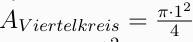 A_{Viertelkreis} = \frac{\pi \cdot 1^2}{4}